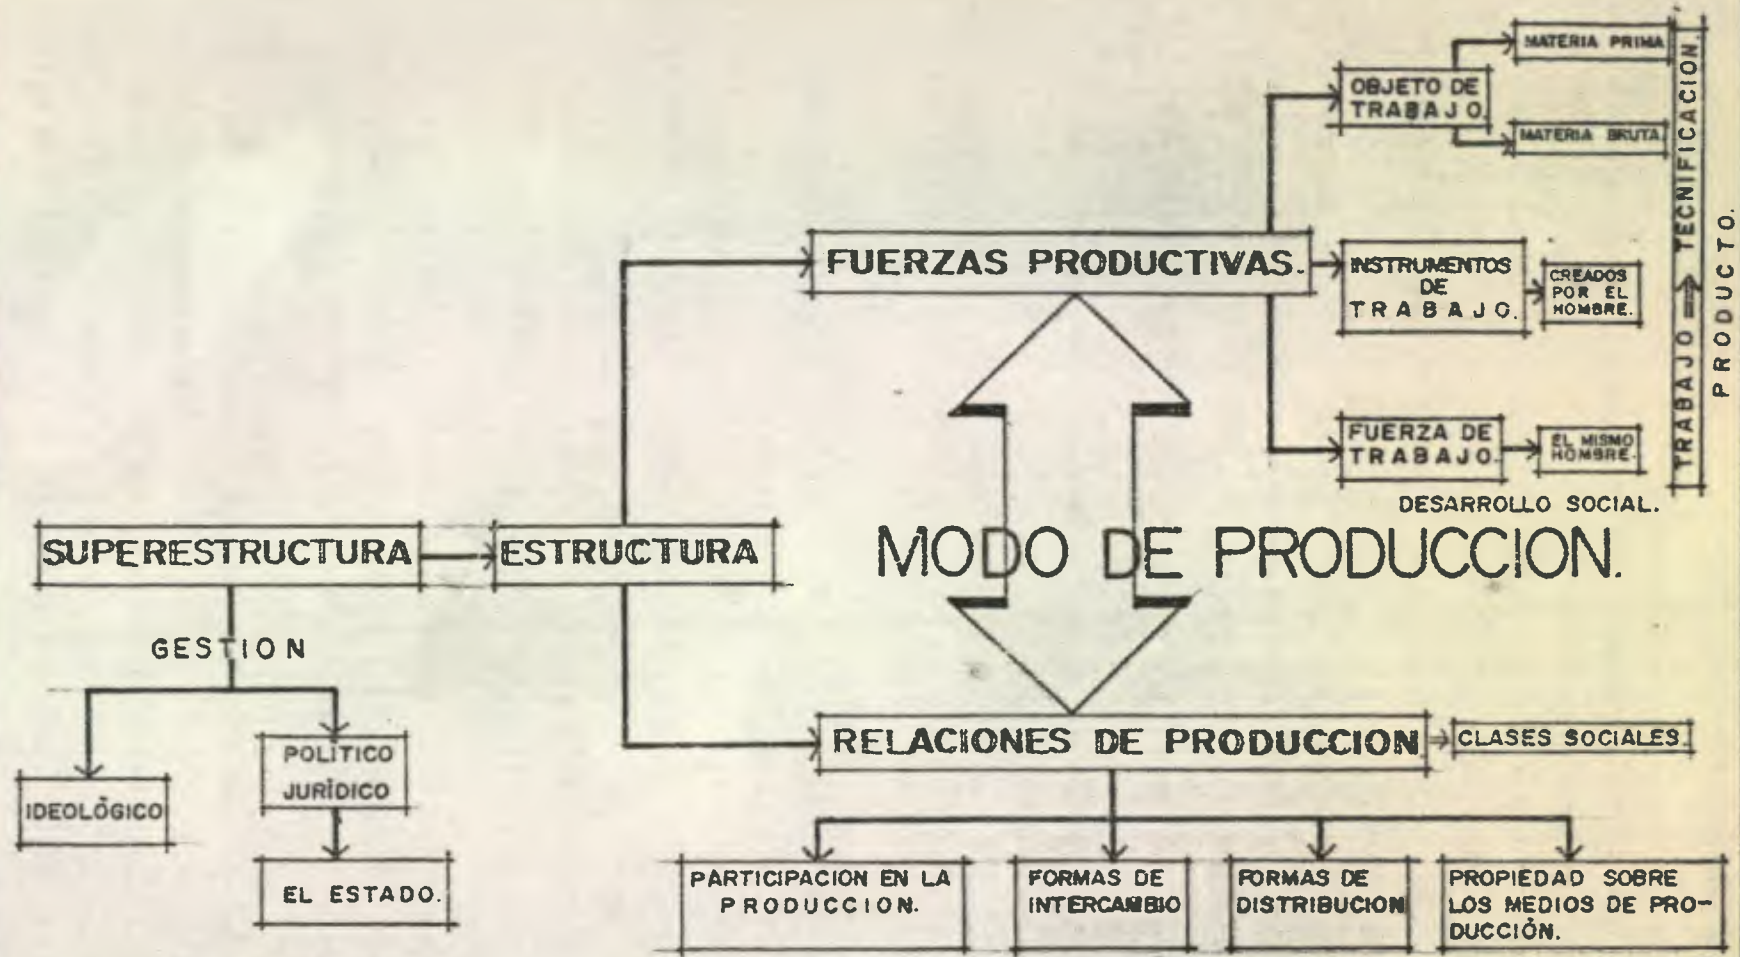 MATERIA PRIMA
OBJETO DE
TRABAJO.
MATERIA BRUTA.
TRABAJO ⇒ TECNIFICACION.
PRODUCTO.
FUERZAS PRODUCTIVAS.
INSTRUMENTOS
DE
TRABAJO.
CREADOS
POR EL
HOMBRE.
FUERZA DE
TRABAJO.
EL MISMO
HOMBRE.
DESARROLLO SOCIAL.
SUPERESTRUCTURA
ESTRUCTURA
MODO DE PRODUCCION.
GESTION
IDEOLÓGICO
POLÍTICO
JURÍDICO
EL ESTADO.
RELACIONES DE PRODUCCION
CLASES SOCIALES.
PARTICIPACION EN LA
PRODUCCION.
FORMAS DE
INTERCAMBIO
FORMAS DE
DISTRIBUCION
PROPIEDAD SOBRE
LOS MEDIOS DE PRO-
DUCCIÓN.